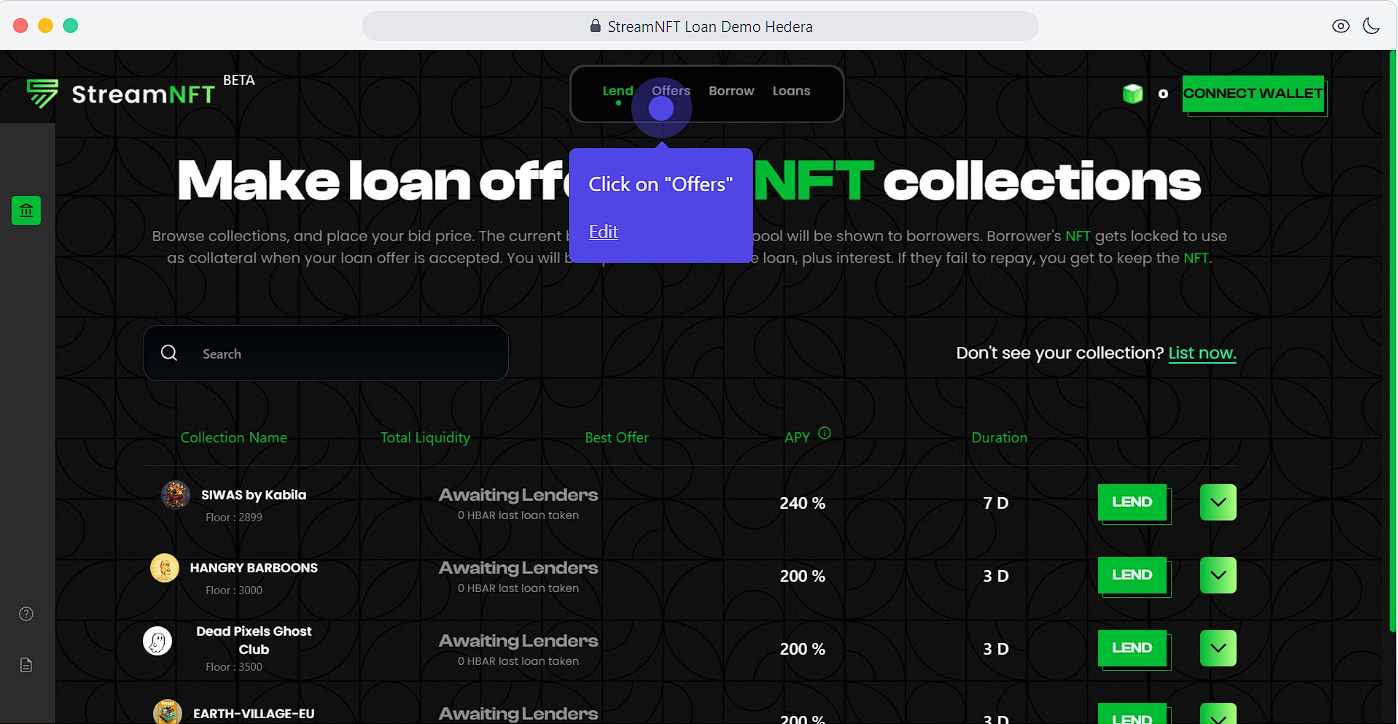 StreamNFT Loan Demo Hedera
StreamNFT BETA
Lend Offers Borrow Loans
0
CONNECT WALLET
Make loan offe NFT collections
Click on "Offers"
Edit
Browse collections, and place your bid price. The current b pool will be shown to borrowers. Borrower's NFT gets locked to use
as collateral when your loan offer is accepted. You will b e loan, plus interest. If they fail to repay, you get to keep the NFT.
Search
Don't see your collection? List now.
Collection Name Total Liquidity Best Offer APY Duration
SIWAS by Kabila
Floor : 2899
Awaiting Lenders
0 HBAR last loan taken
240 % 7 D LEND
HANGRY BARBOONS
Floor : 3000
Awaiting Lenders
0 HBAR last loan taken
200 % 3 D LEND
Dead Pixels Ghost
Club
Floor : 3500
Awaiting Lenders
0 HBAR last loan taken
200 % 3 D LEND
EARTH-VILLAGE-EU
Awaiting Lenders
200 % 3 D LEND